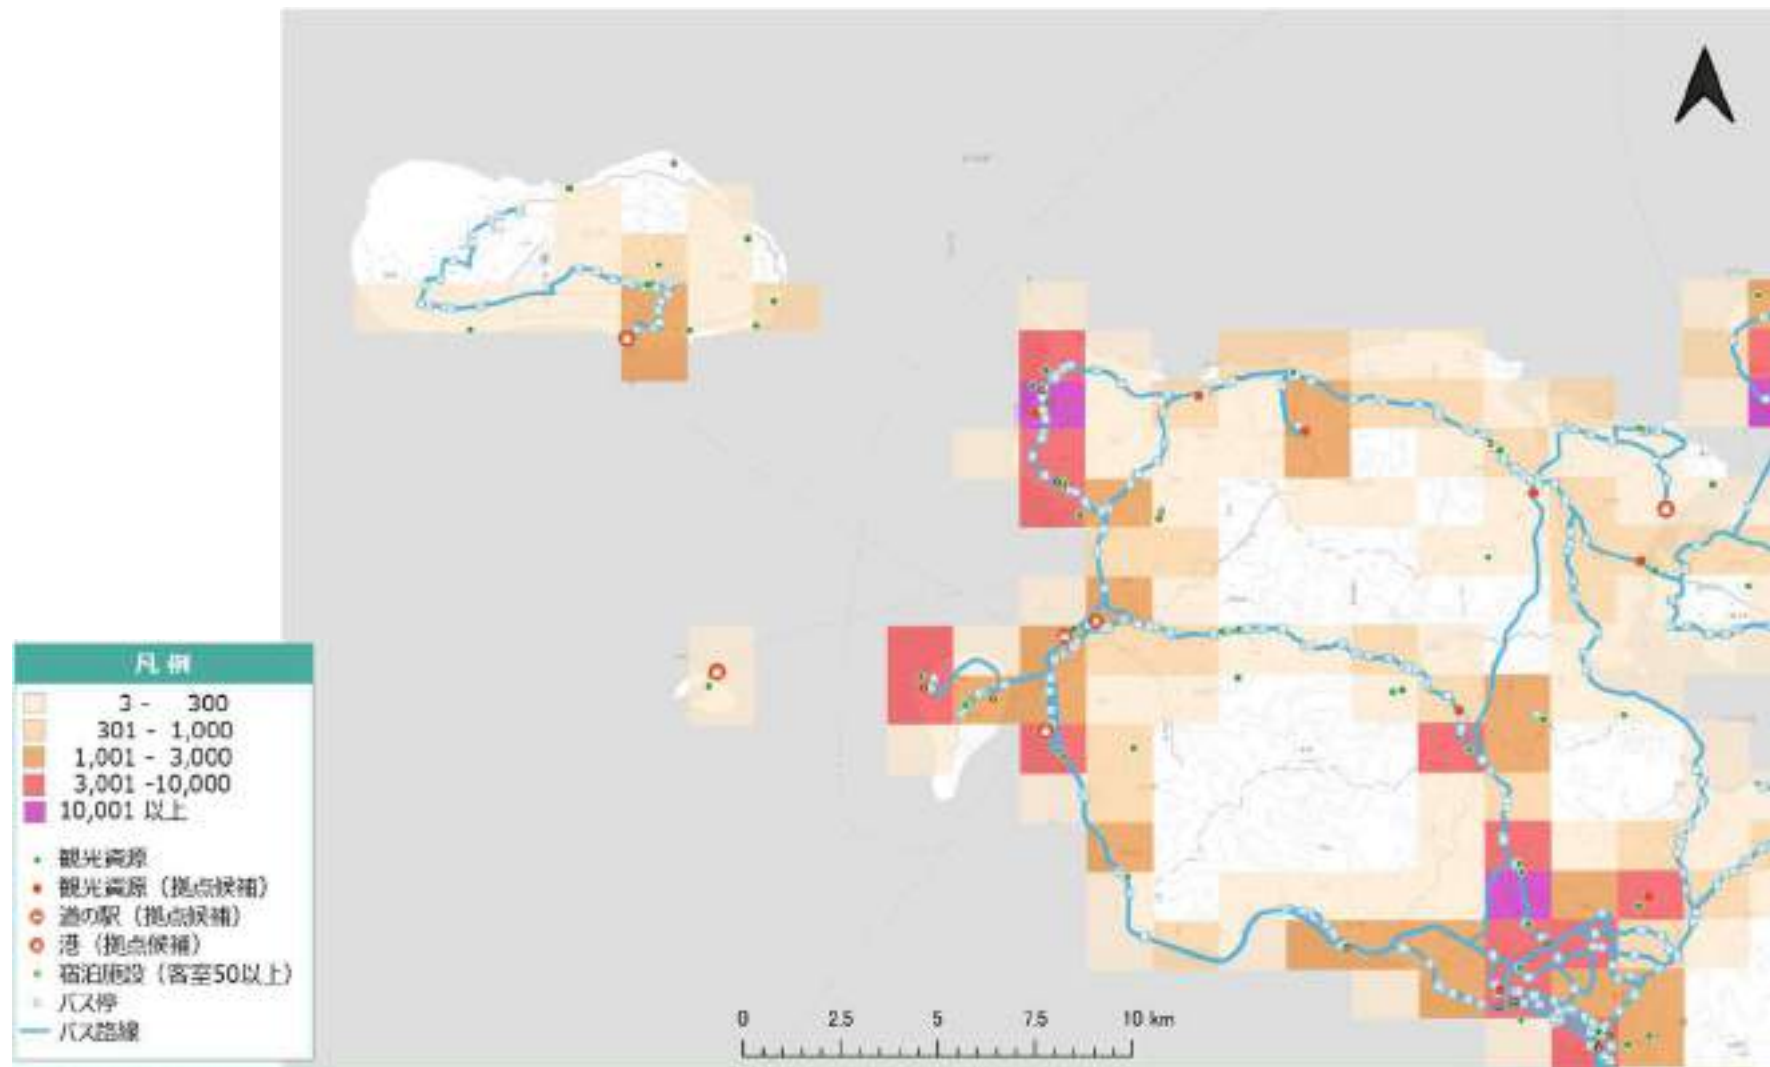 凡例
3 - 300
301 - 1,000
1,001 - 3,000
3,001 -10,000
10,001 以上
観光資源
観光資源（拠点候補）
道の駅（拠点候補）
港（拠点候補）
宿泊施設（客室50以上）
バス停
バス路線
0 2.5 5 7.5 10 km